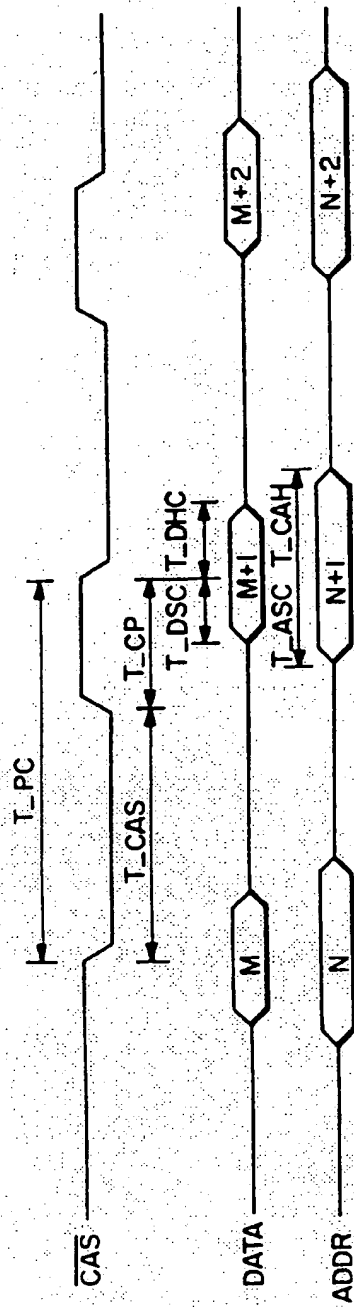 T_PC
CAS
T_CAS
T_CP
T_DSC T_DHC
DATA
M
M+1
M+2
T_ASC T_CAH
ADDR
N
N+1
N+2